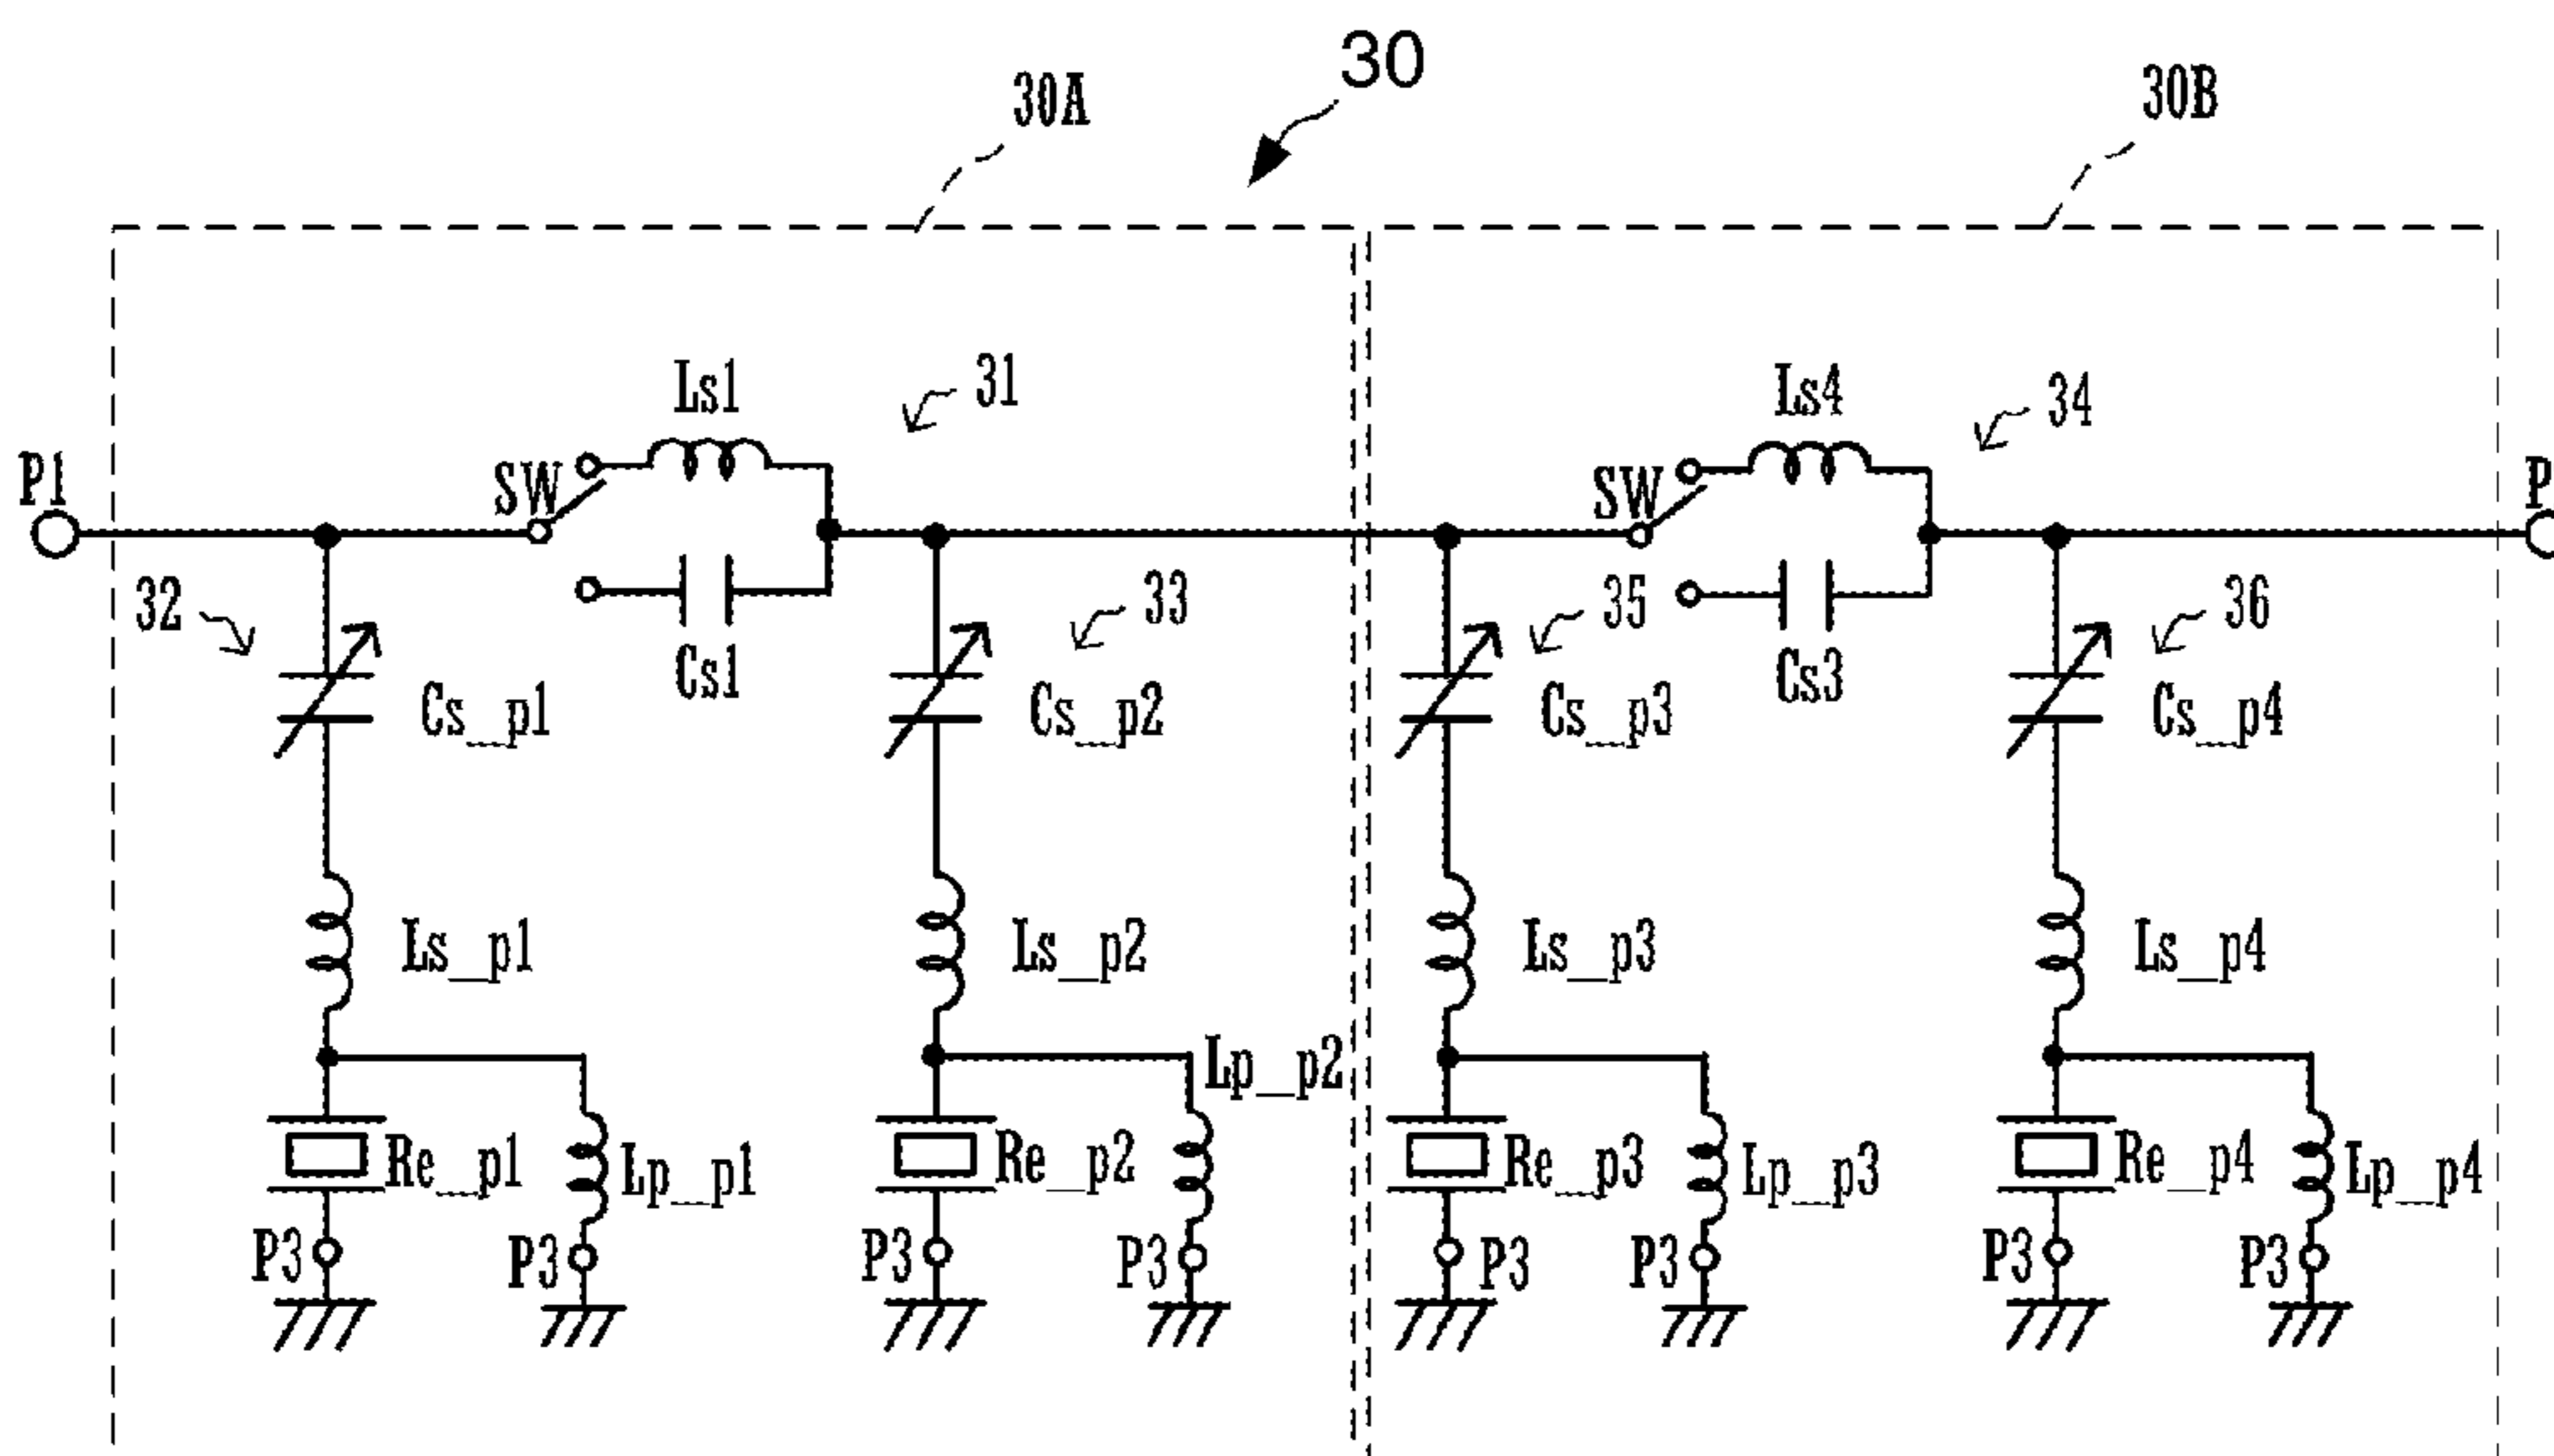 30
30A
30B
Ls1
31
Ls4
34
P1
SW
SW
P
32
Cs1
33
35
Cs3
36
Cs_p1
Cs_p2
Cs_p3
Cs_p4
Ls_p1
Ls_p2
Ls_p3
Ls_p4
Lp_p2
Re_p1
Lp_p1
Re_p2
Re_p3
Lp_p3
Re_p4
Lp_p4
P3
P3
P3
P3
P3
P3
P3
P3